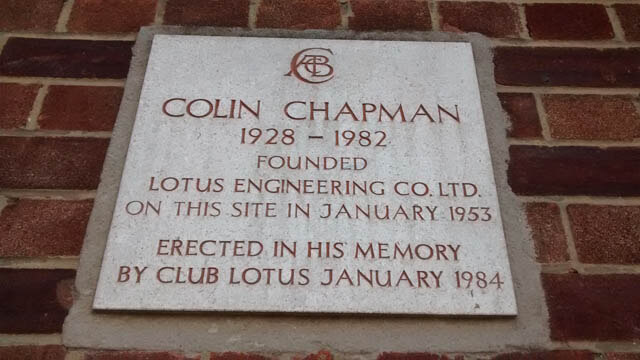 ACBC
COLIN CHAPMAN
1928 - 1982
FOUNDED
LOTUS ENGINEERING CO. LTD.
ON THIS SITE IN JANUARY 1953
ERECTED IN HIS MEMORY
BY CLUB LOTUS JANUARY 1984